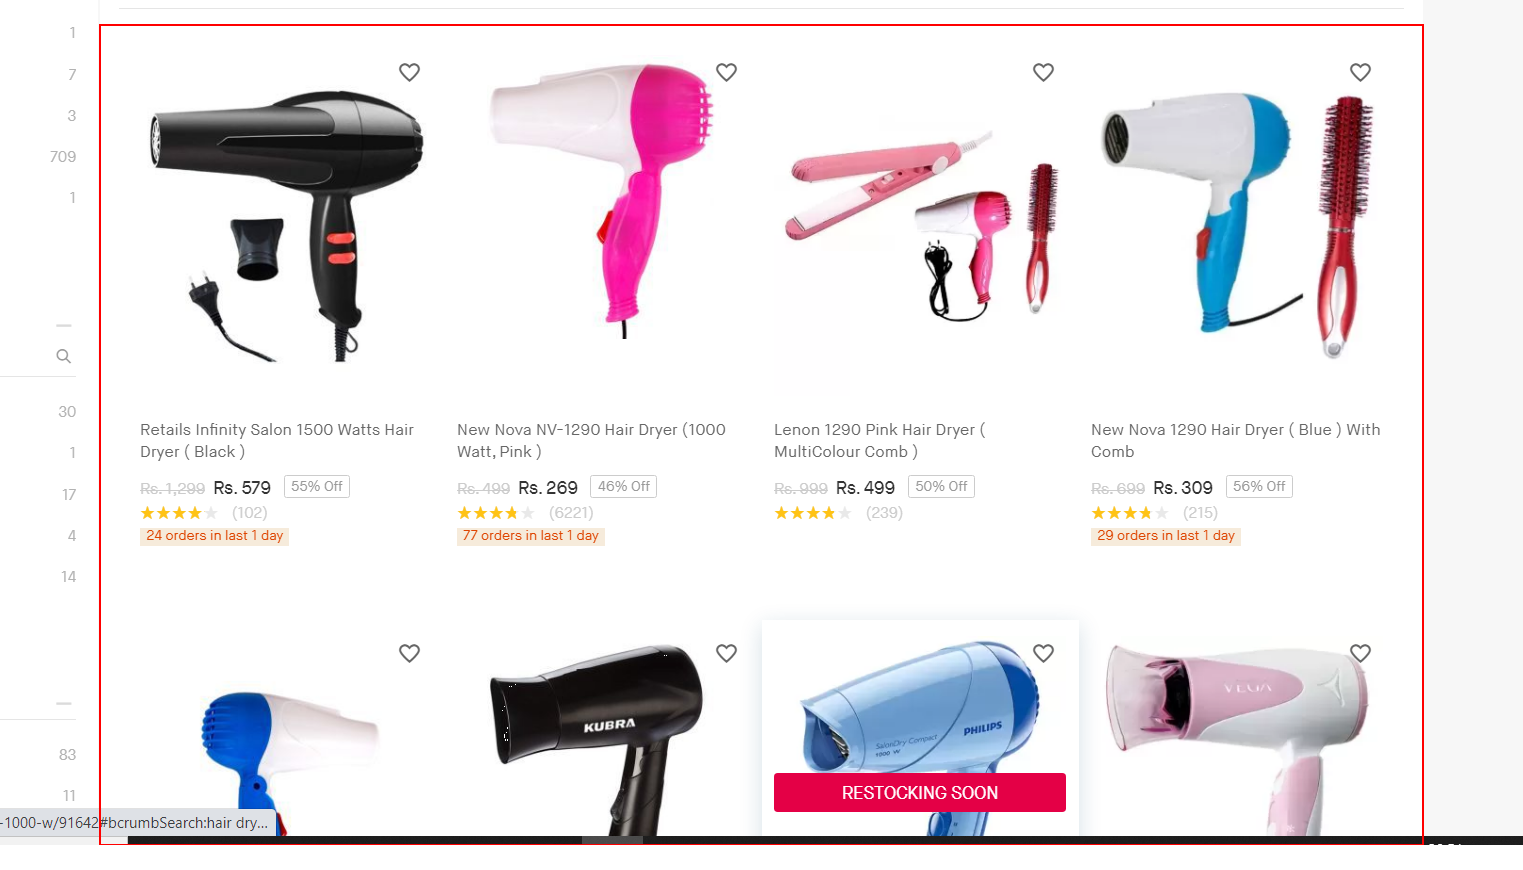 1
7
3
709
1
30
1
17
4
14
83
11
Retails Infinity Salon 1500 Watts Hair
Dryer ( Black )
Rs. 1,299 Rs. 579 55% Off
(102)
24 orders in last 1 day
New Nova NV-1290 Hair Dryer (1000
Watt, Pink )
Rs. 499 Rs. 269 46% Off
(6221)
77 orders in last 1 day
Lenon 1290 Pink Hair Dryer (
MultiColour Comb )
Rs. 999 Rs. 499 50% Off
(239)
New Nova 1290 Hair Dryer ( Blue ) With
Comb
Rs. 699 Rs. 309 56% Off
(215)
29 orders in last 1 day
KUBRA
PHILIPS
SalonDry Compact
1000 W
RESTOCKING SOON
VEGA
-1000-w/91642#bcrumbSearch:hair dry...